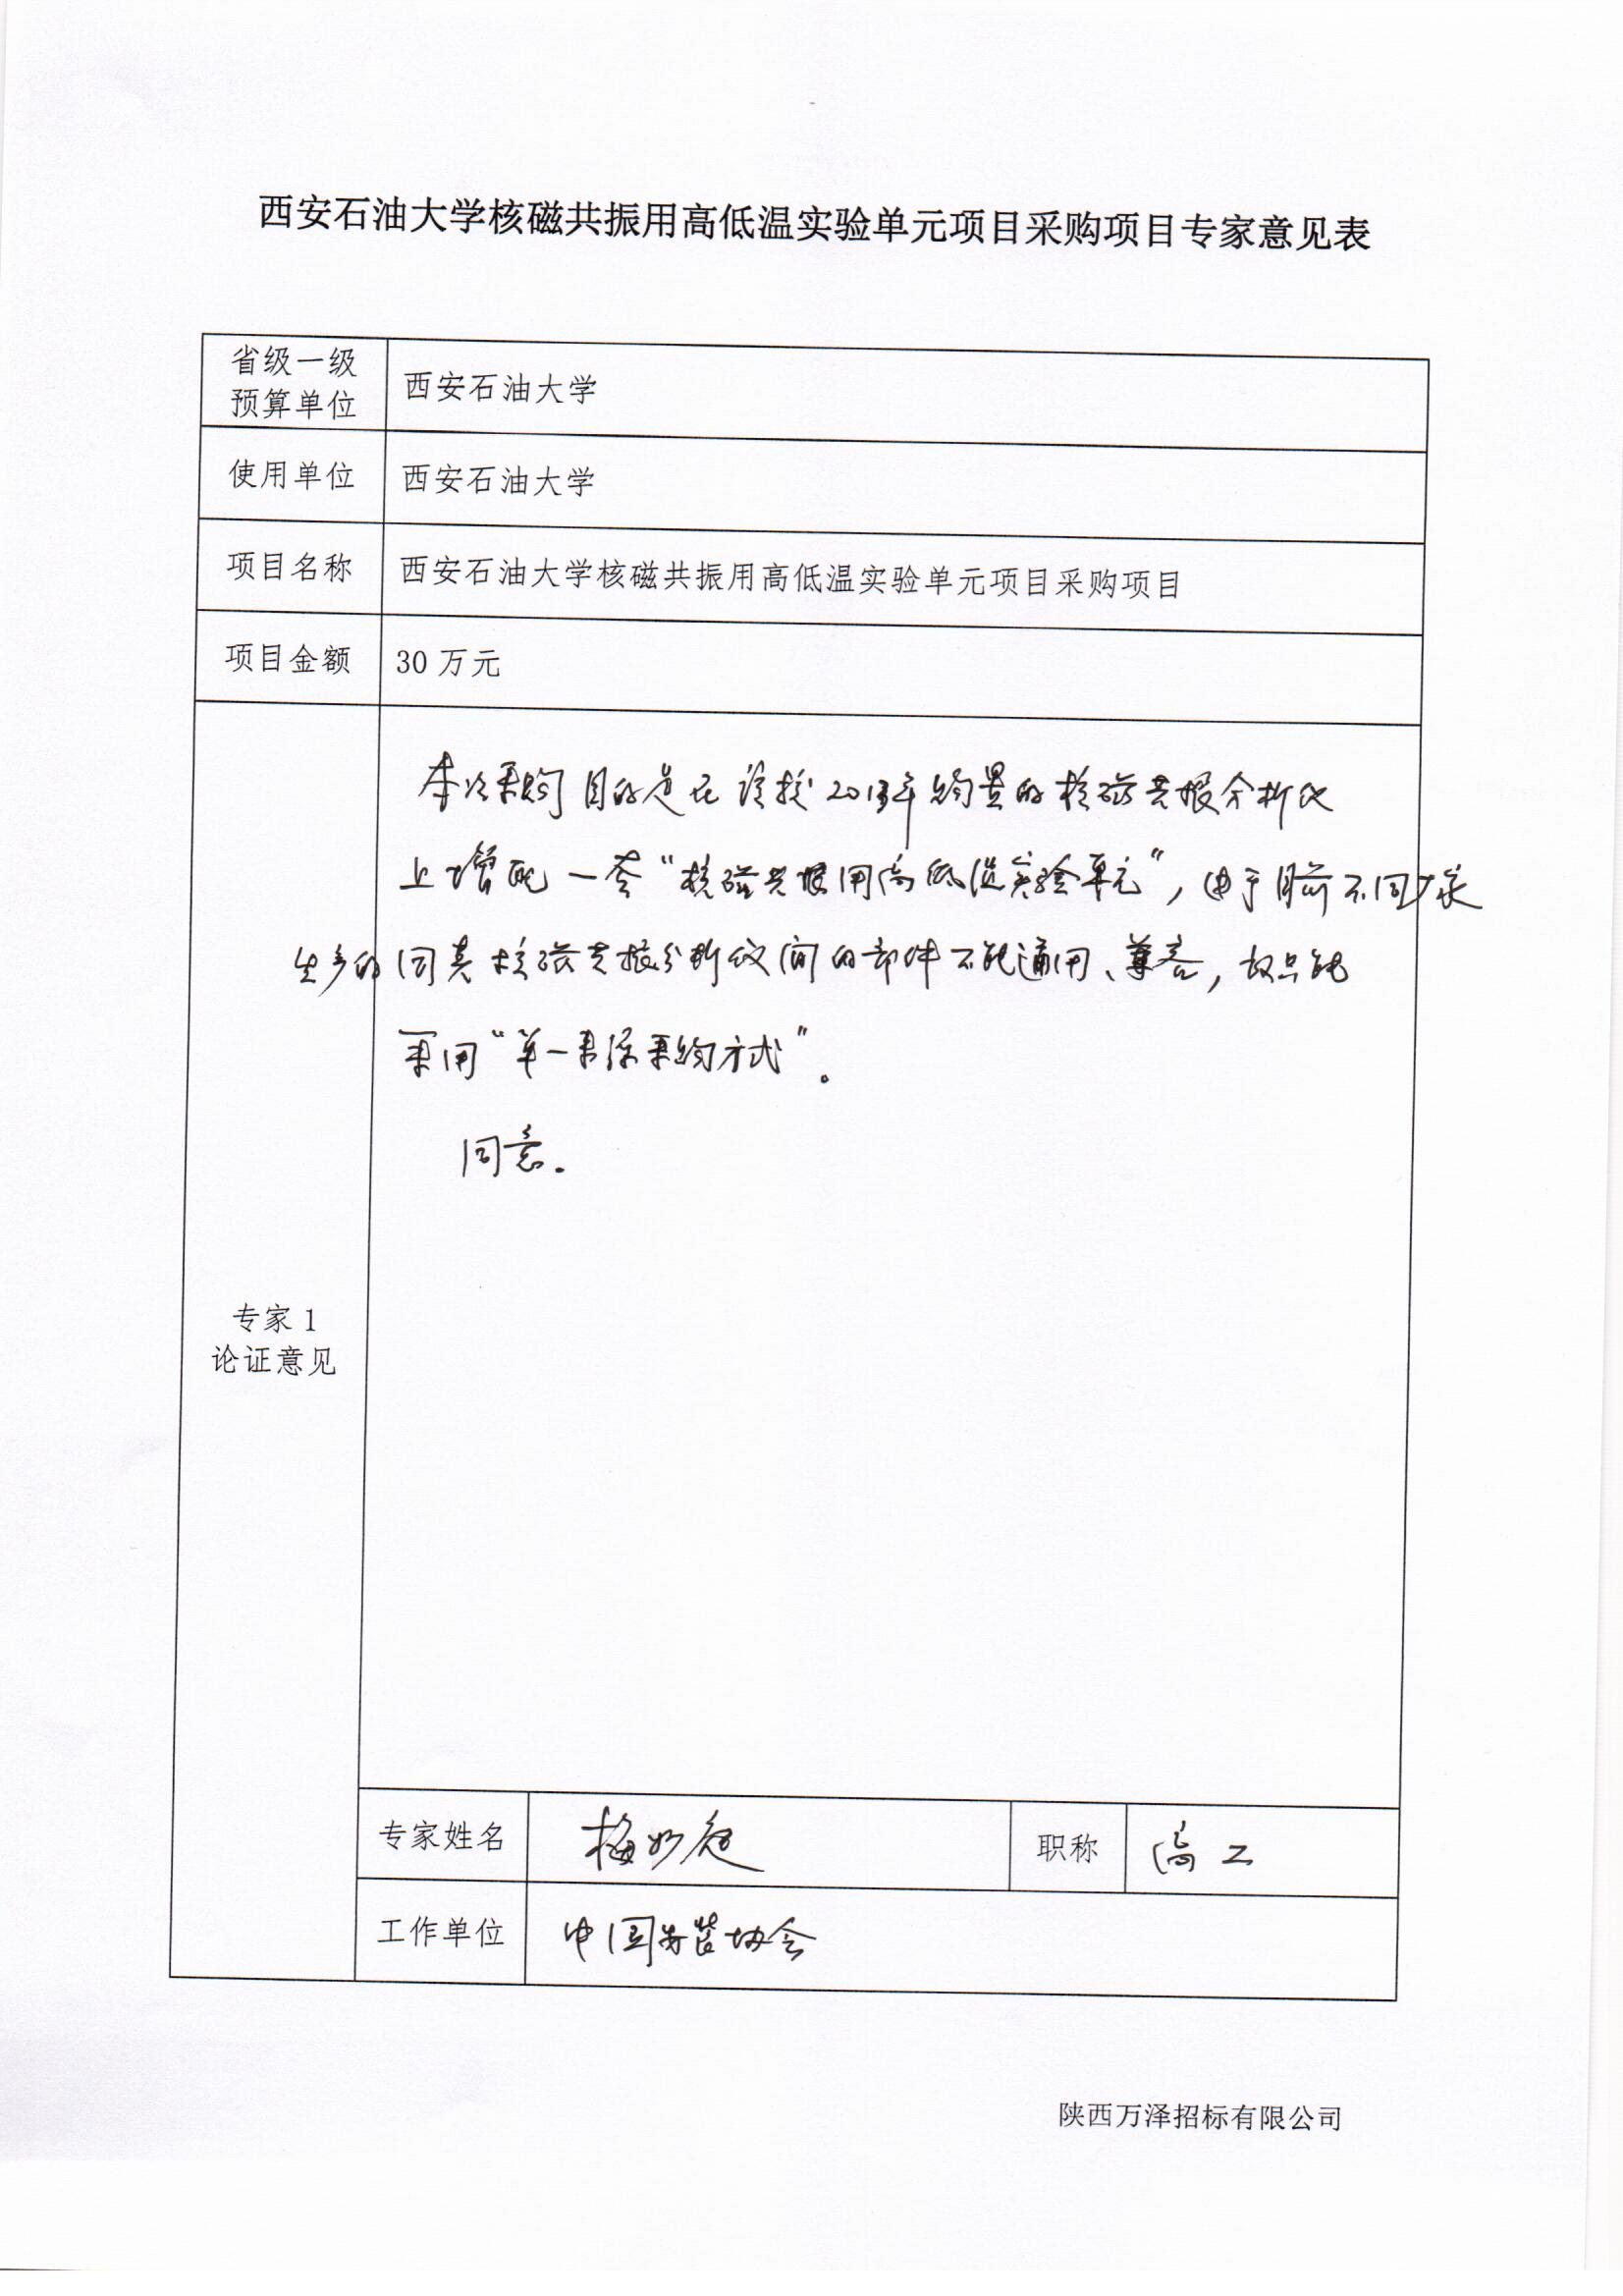 西安石油大学核磁共振用高低温实验单元项目采购项目专家意见表
省级一级
预算单位
西安石油大学
使用单位
西安石油大学
项目名称
西安石油大学核磁共振用高低温实验单元项目采购项目
项目金额
30 万元
本次采购目的是在该校2013年购置的核磁共振分析仪
上增配一套“核磁共振用高低温实验单元”,由于目前不同厂家
生产的同类核磁共振分析仪间的部件不能通用、兼容,故只能
采用“单一来源采购方式”。
同意.
专家 1
论证意见
专家姓名
梅
职称
高工
工作单位
中国 协会
陕西万泽招标有限公司